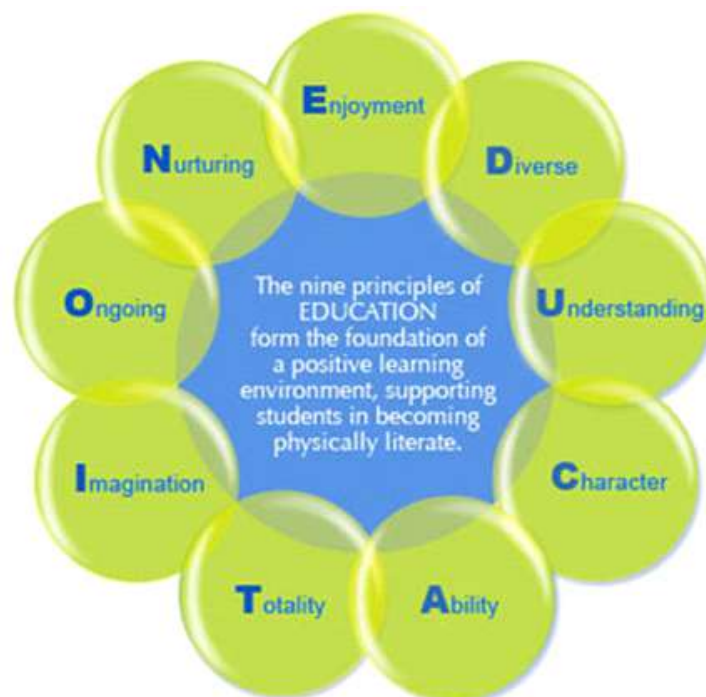 Enjoyment
Diverse
Understanding
Character
Ability
Totality
Imagination
Ongoing
Nurturing
The nine principles of
EDUCATION
form the foundation of
a positive learning
environment, supporting
students in becoming
physically literate.